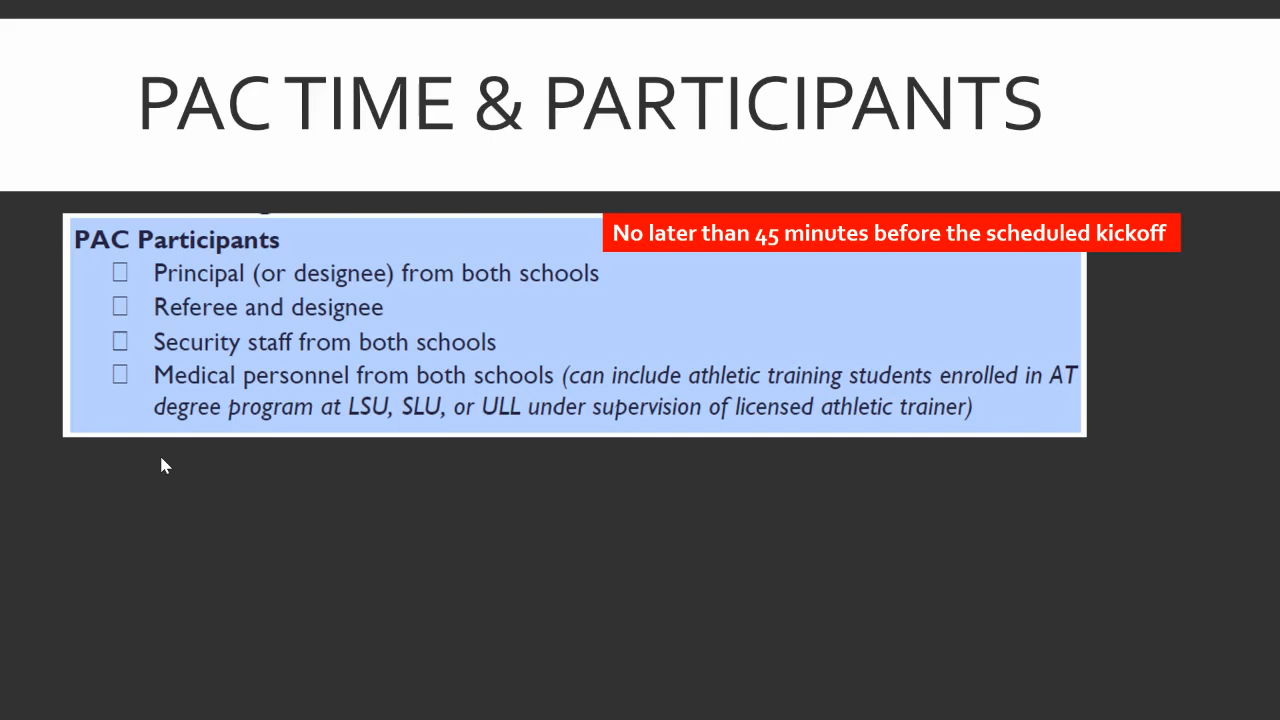 PAC TIME & PARTICIPANTS
No later than 45 minutes before the scheduled kickoff
PAC Participants
Principal (or designee) from both schools
Referee and designee
Security staff from both schools
Medical personnel from both schools (can include athletic training students enrolled in AT
degree program at LSU, SLU, or ULL under supervision of licensed athletic trainer)